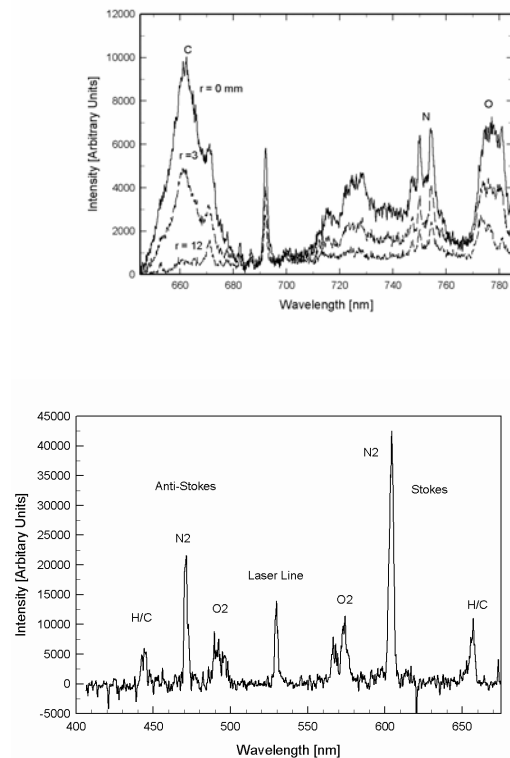 12000
10000
8000
6000
4000
2000
0
Intensity [Arbitrary Units]
C
r = 0 mm
r =3
r = 12
N
O
660 680 700 720 740 760 780
Wavelength [nm]
45000
40000
35000
30000
25000
20000
15000
10000
5000
0
-5000
Intensity [Arbitary Units]
N2
Anti-Stokes
Stokes
N2
Laser Line
O2
O2
H/C
H/C
400 450 500 550 600 650
Wavelength [nm]